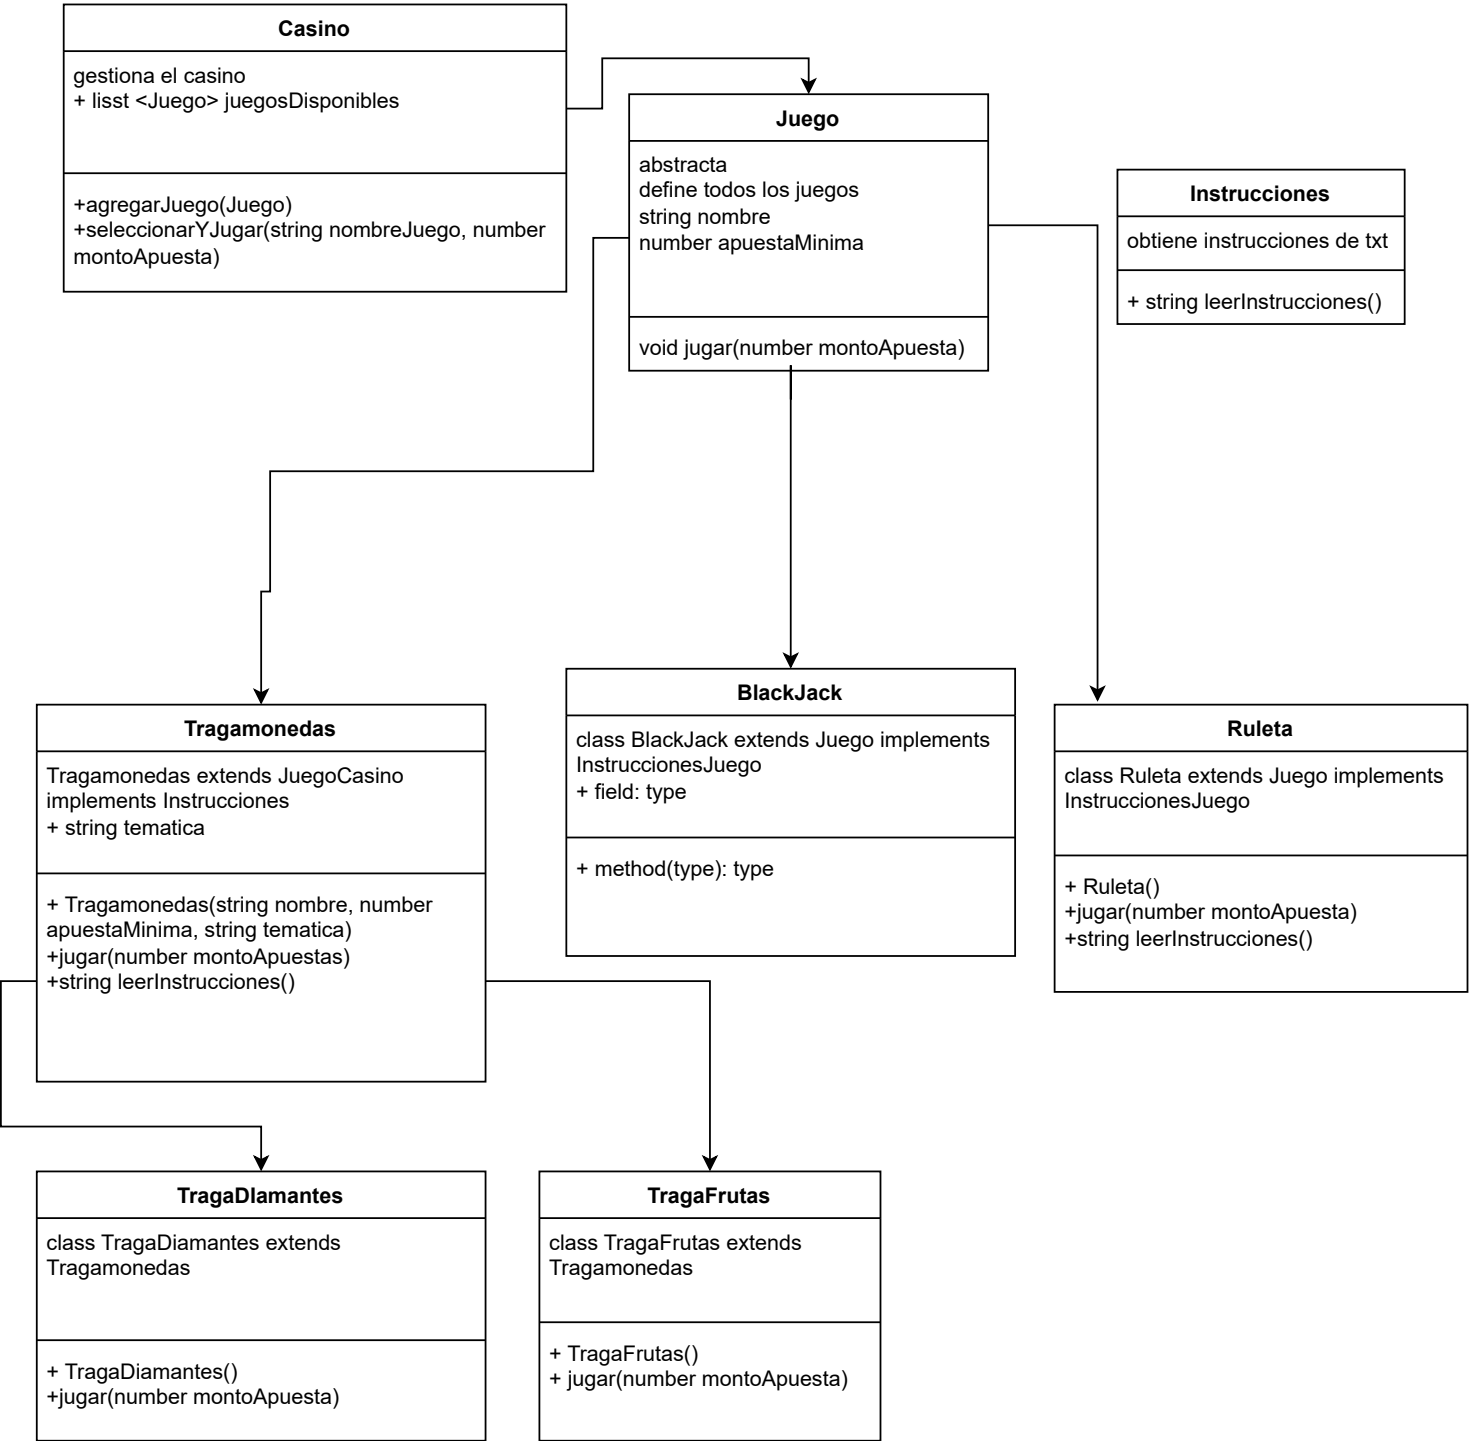 Casino
gestiona el casino
+ lisst <Juego> juegosDisponibles
+agregarJuego(Juego)
+seleccionarYJugar(string nombreJuego, number
montoApuesta)
Juego
abstracta
define todos los juegos
string nombre
number apuestaMinima
void jugar(number montoApuesta)
Instrucciones
obtiene instrucciones de txt
+ string leerInstrucciones()
Tragamonedas
Tragamonedas extends JuegoCasino
implements Instrucciones
+ string tematica
+ Tragamonedas(string nombre, number
apuestaMinima, string tematica)
+jugar(number montoApuestas)
+string leerInstrucciones()
BlackJack
class BlackJack extends Juego implements
InstruccionesJuego
+ field: type
+ method(type): type
Ruleta
class Ruleta extends Juego implements
InstruccionesJuego
+ Ruleta()
+jugar(number montoApuesta)
+string leerInstrucciones()
TragaDIamantes
class TragaDiamantes extends
Tragamonedas
+ TragaDiamantes()
+jugar(number montoApuesta)
TragaFrutas
class TragaFrutas extends
Tragamonedas
+ TragaFrutas()
+ jugar(number montoApuesta)